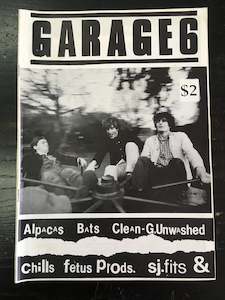 GARAGE6
$2
AlpAcAs BAts CleAn-G.UnwAshed
Chills fetus Prods. sj.fits &